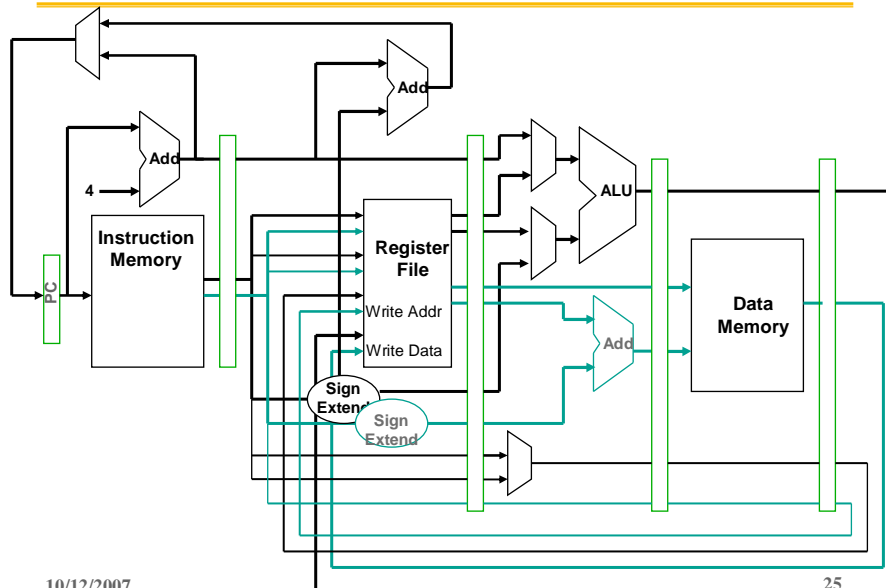 Add
Add
4
ALU
Instruction
Memory
Register
File
PC
Write Addr
Data
Memory
Add
Write Data
Sign
Extend
Sign
Extend
10/12/2007
25